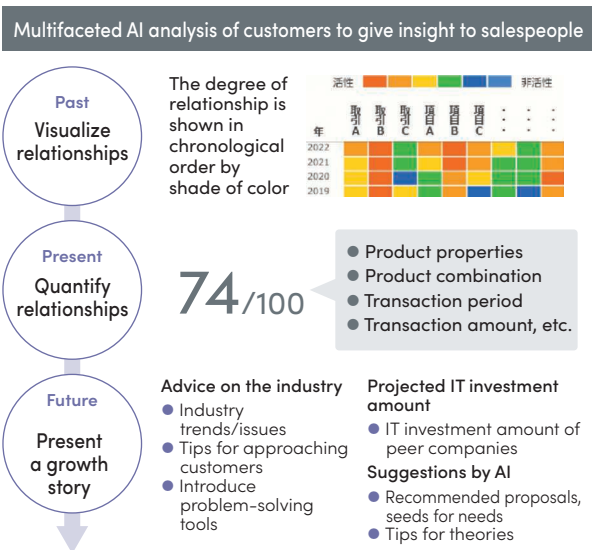 Multifaceted AI analysis of customers to give insight to salespeople
Past
Visualize
relationships
The degree of
relationship is
shown in
chronological
order by
shade of color
活性
非活性
年
取引A
取引B
取引C
項目A
項目B
項目C
・・・
・・・
・・・
2022
2021
2020
2019
Present
Quantify
relationships
74/100
● Product properties
● Product combination
● Transaction period
● Transaction amount, etc.
Future
Present
a growth
story
Advice on the industry
● Industry
trends/issues
● Tips for approaching
customers
● Introduce
problem-solving
tools
Projected IT investment
amount
● IT investment amount of
peer companies
Suggestions by AI
● Recommended proposals,
seeds for needs
● Tips for theories